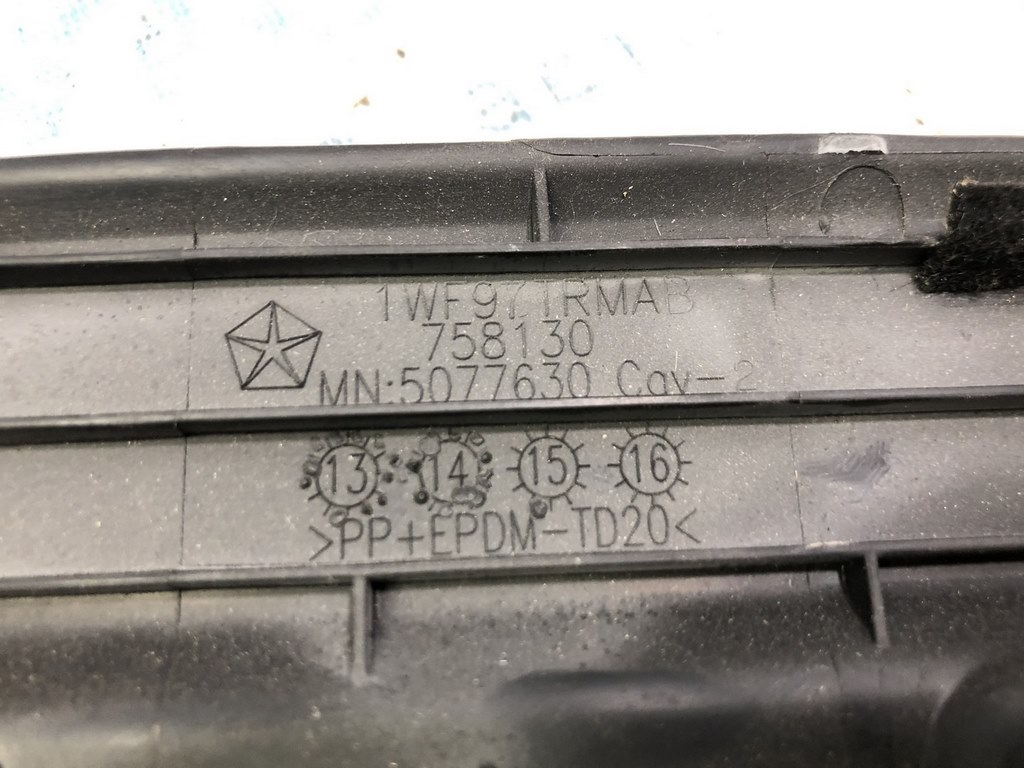 1WF97TRMAB
758130
MN:5077630 Cav-2
13 14 15 16
>PP+EPDM-TD20<